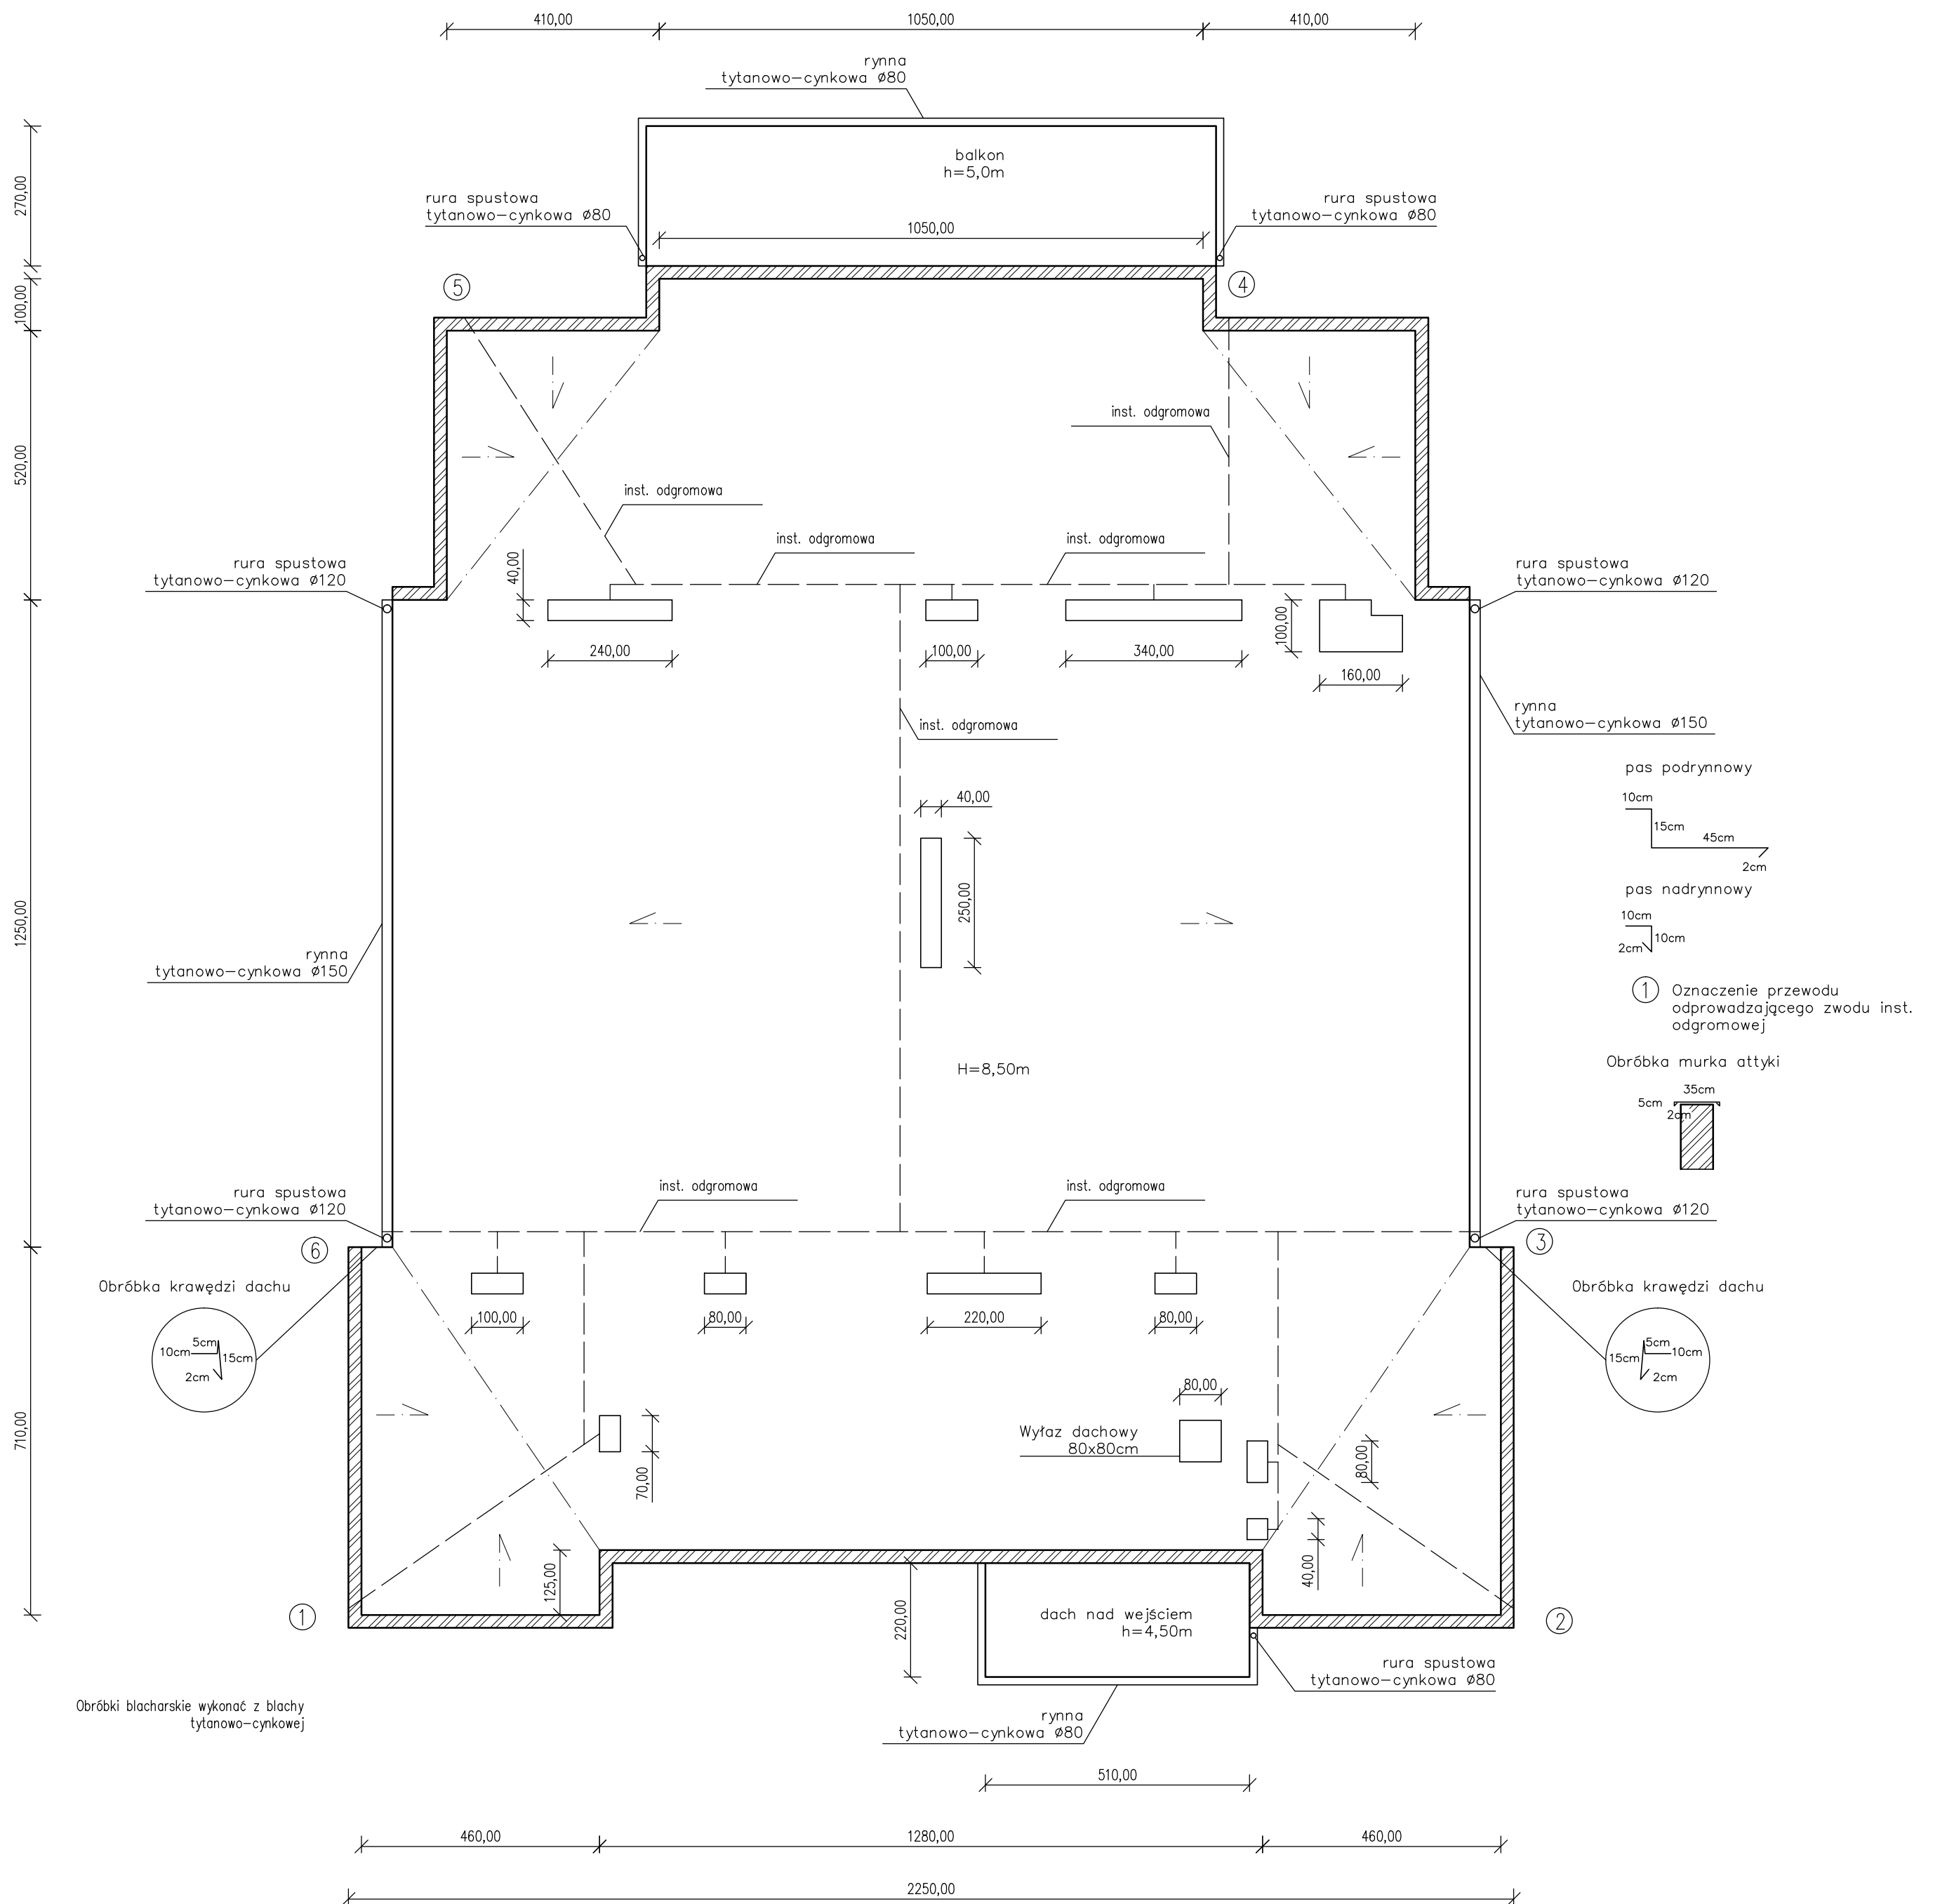 410,00
1050,00
410,00
rynna
tytanowo-cynkowa Ø80
balkon
h=5,0m
270,00
rura spustowa
tytanowo-cynkowa Ø80
rura spustowa
tytanowo-cynkowa Ø80
1050,00
100,00
5
4
inst. odgromowa
520,00
inst. odgromowa
inst. odgromowa
inst. odgromowa
rura spustowa
tytanowo-cynkowa Ø120
40,00
rura spustowa
tytanowo-cynkowa Ø120
100,00
240,00
100,00
340,00
160,00
rynna
tytanowo-cynkowa Ø150
inst. odgromowa
pas podrynnowy
10cm
15cm
45cm
2cm
40,00
250,00
pas nadrynnowy
10cm
10cm
2cm
1250,00
rynna
tytanowo-cynkowa Ø150
1
Oznaczenie przewodu
odprowadzającego zwodu inst.
odgromowej
H=8,50m
Obróbka murka attyki
35cm
5cm
2cm
rura spustowa
tytanowo-cynkowa Ø120
inst. odgromowa
inst. odgromowa
rura spustowa
tytanowo-cynkowa Ø120
6
3
Obróbka krawędzi dachu
5cm
10cm
15cm
2cm
Obróbka krawędzi dachu
5cm
15cm
10cm
2cm
100,00
80,00
220,00
80,00
710,00
80,00
Wyłaz dachowy
80x80cm
70,00
80,00
40,00
125,00
220,00
dach nad wejściem
h=4,50m
1
2
rura spustowa
tytanowo-cynkowa Ø80
Obróbki blacharskie wykonać z blachy
tytanowo-cynkowej
rynna
tytanowo-cynkowa Ø80
510,00
460,00
1280,00
460,00
2250,00